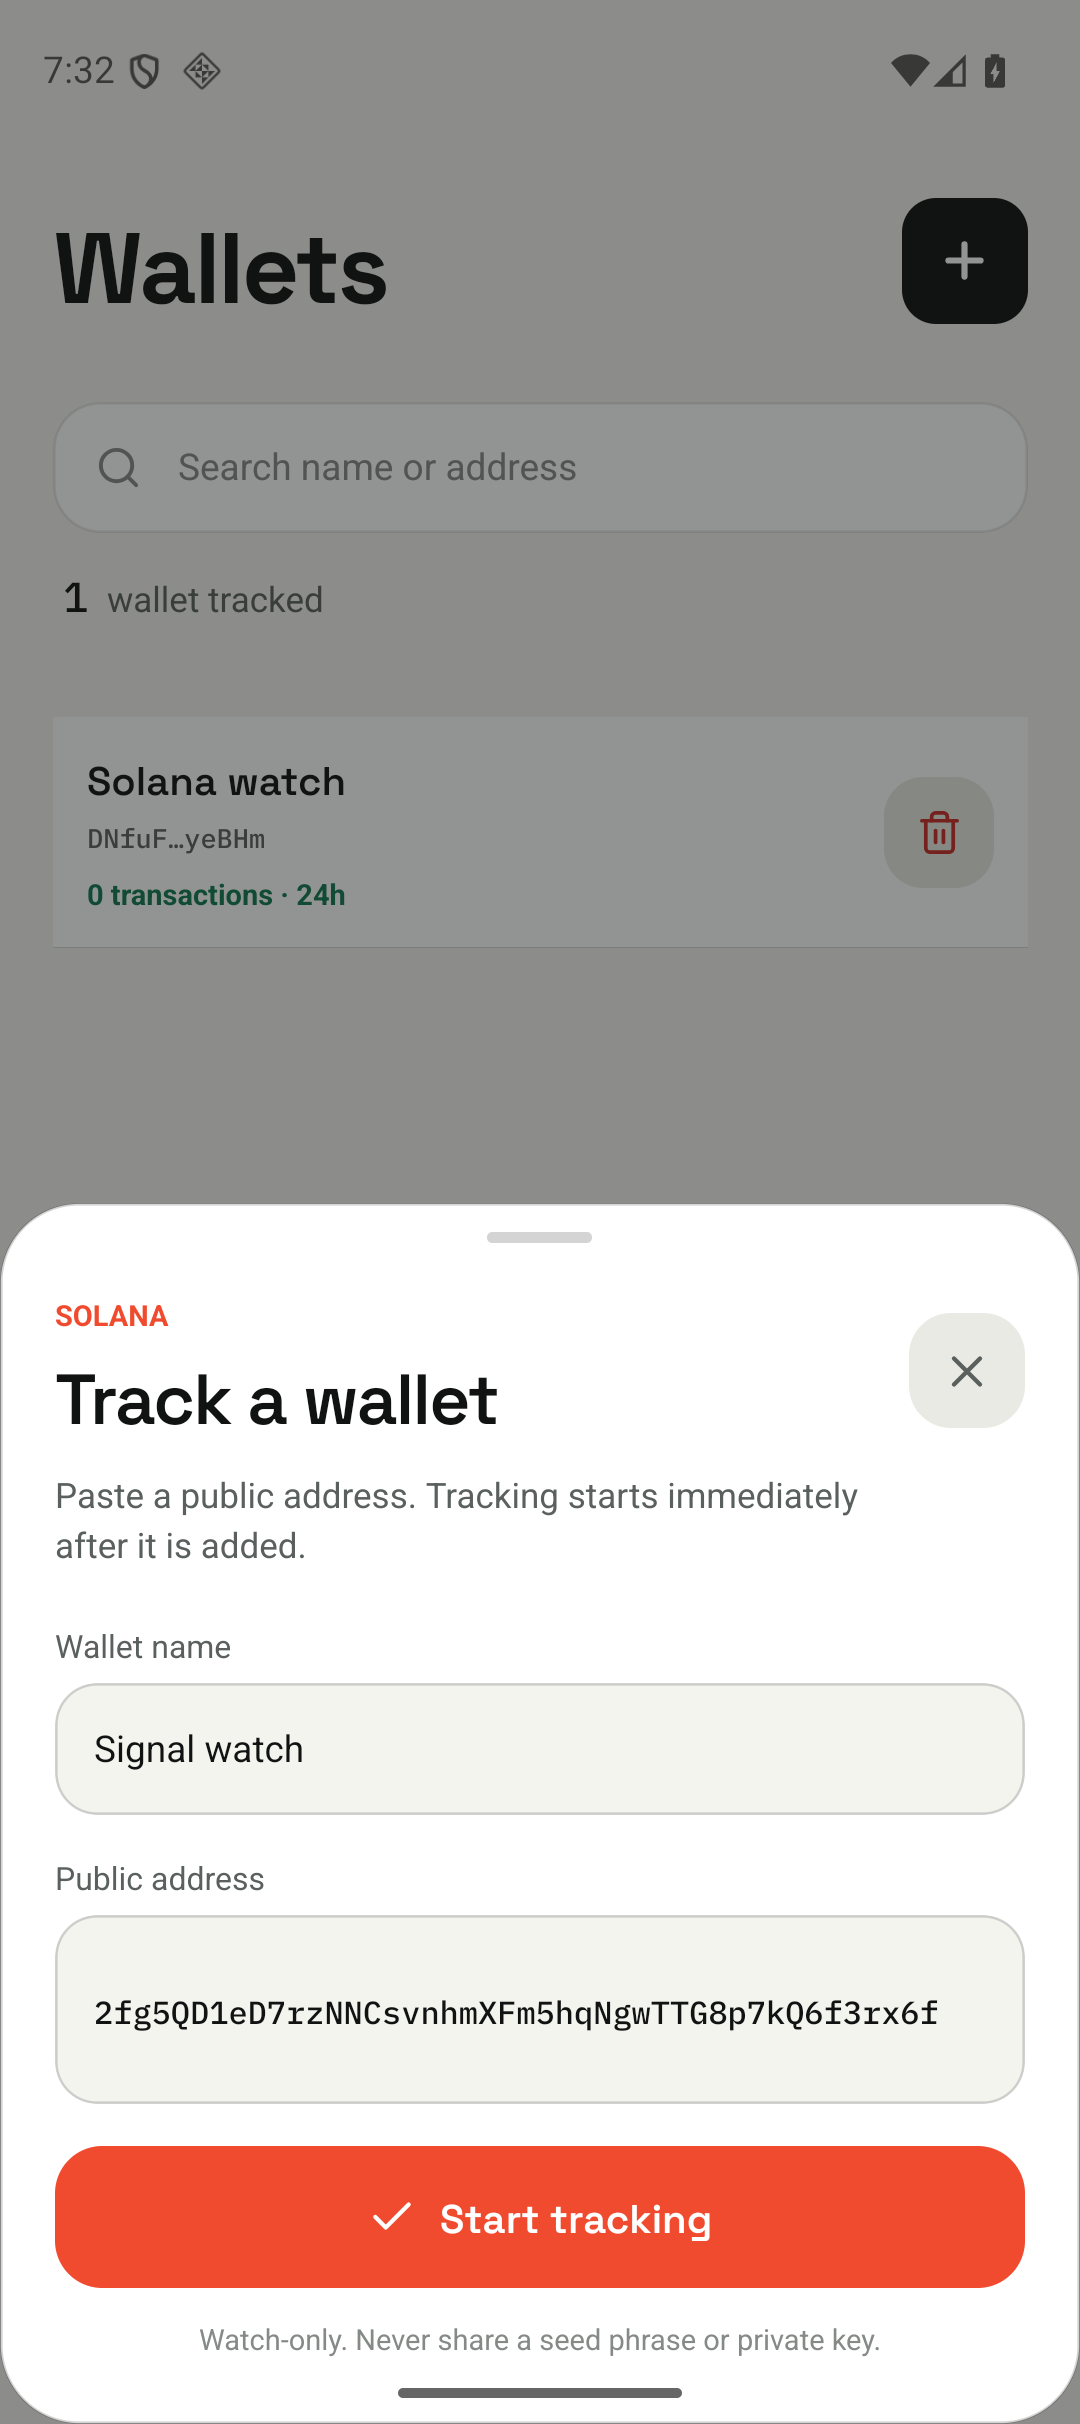 7:32
Wallets
Search name or address
1 wallet tracked
Solana watch
DNfuF…yeBHm
0 transactions · 24h
SOLANA
Track a wallet
Paste a public address. Tracking starts immediately
after it is added.
Wallet name
Signal watch
Public address
2fg5QD1eD7rzNNCsvnhmXFm5hqNgwTTG8p7kQ6f3rx6f
Start tracking
Watch-only. Never share a seed phrase or private key.